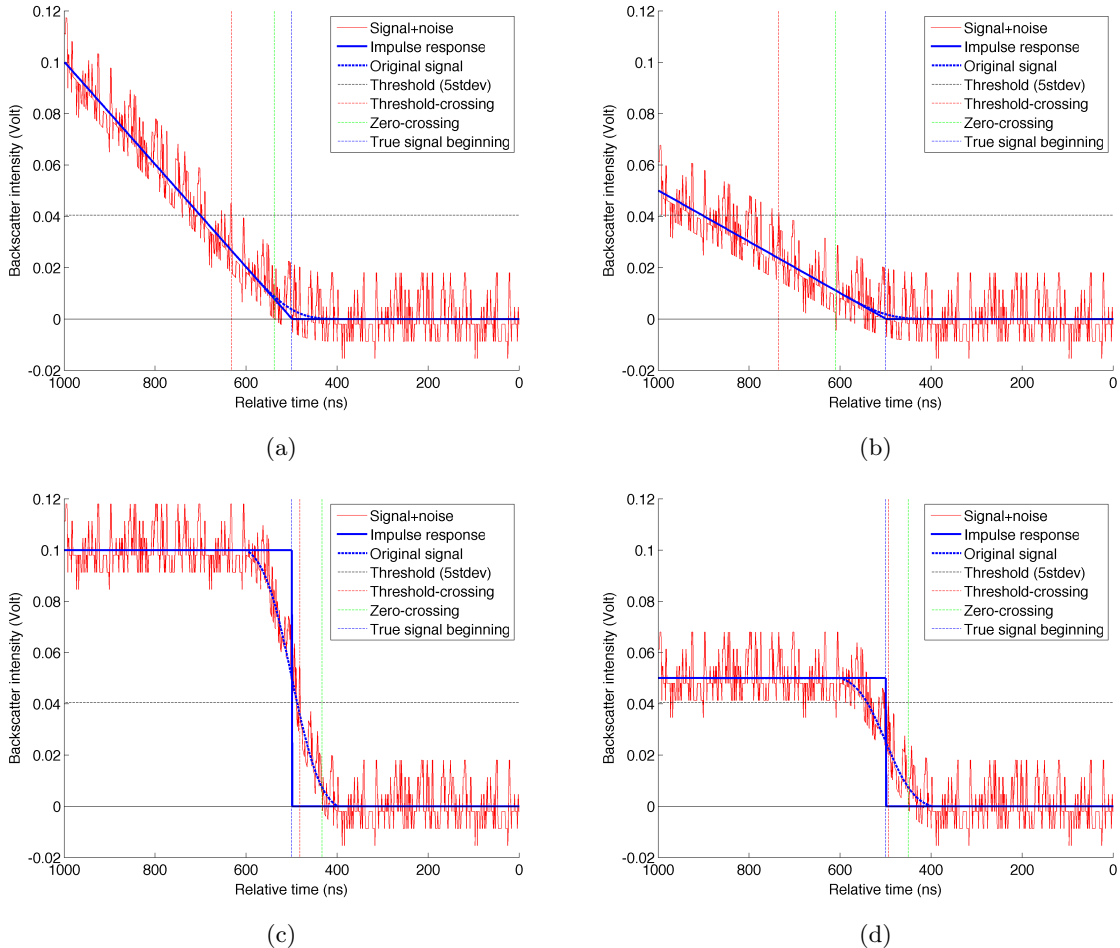 0.12
0.1
0.08
0.06
0.04
0.02
0
-0.02
1000 800 600 400 200 0
Backscatter intensity (Volt)
Relative time (ns)
Signal+noise
Impulse response
Original signal
Threshold (5stdev)
Threshold-crossing
Zero-crossing
True signal beginning
(a)
0.12
0.1
0.08
0.06
0.04
0.02
0
-0.02
1000 800 600 400 200 0
Backscatter intensity (Volt)
Relative time (ns)
Signal+noise
Impulse response
Original signal
Threshold (5stdev)
Threshold-crossing
Zero-crossing
True signal beginning
(b)
0.12
0.1
0.08
0.06
0.04
0.02
0
-0.02
1000 800 600 400 200 0
Backscatter intensity (Volt)
Relative time (ns)
Signal+noise
Impulse response
Original signal
Threshold (5stdev)
Threshold-crossing
Zero-crossing
True signal beginning
(c)
0.12
0.1
0.08
0.06
0.04
0.02
0
-0.02
1000 800 600 400 200 0
Backscatter intensity (Volt)
Relative time (ns)
Signal+noise
Impulse response
Original signal
Threshold (5stdev)
Threshold-crossing
Zero-crossing
True signal beginning
(d)